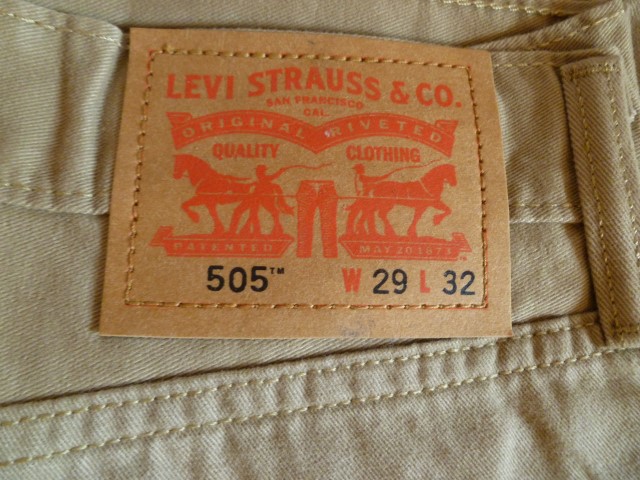 LEVI STRAUSS & CO.
SAN FRANCISCO
CAL.
ORIGINAL RIVETED
QUALITY CLOTHING
PATENTED MAY 20 1873
505™ W 29 L 32